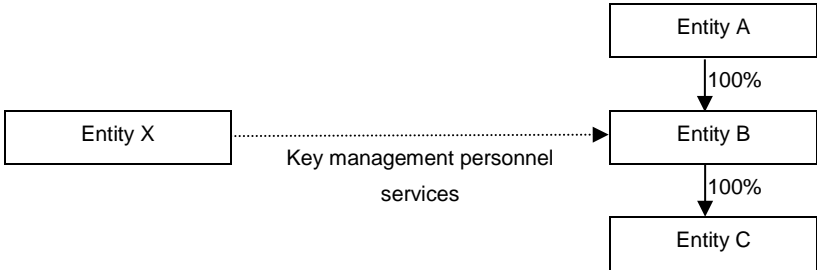 Entity A
100%
Entity X
Entity B
Key management personnel
services
100%
Entity C